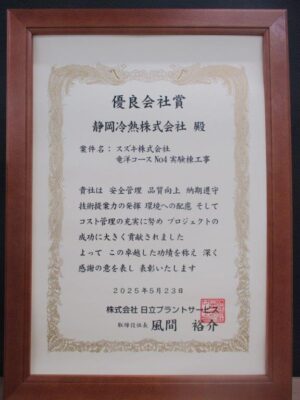 優良会社賞
静岡冷熱株式会社 殿
案件名：スズキ株式会社
竜洋コース No4 実験棟工事
貴社は 安全管理 品質向上 納期遵守
技術提案力の発揮 環境への配慮 そして
コスト管理の充実に努め プロジェクトの
成功に大きく貢献されました
よって この卓越した功績を称え 深く
感謝の意を表し 表彰いたします
2025年5月23日
株式会社 日立プラントサービス
取締役社長 風間 裕介